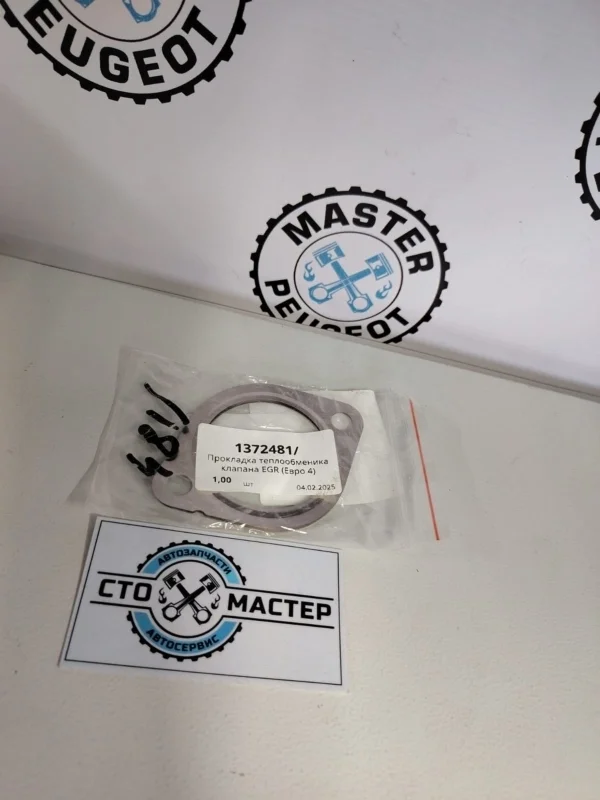 PEUGEOT
MASTER
PEUGEOT
1372481/
Прокладка теплообменика
клапана EGR (Евро 4)
1,00 шт 04.02.2025
АВТОЗАПЧАСТИ
СТО МАСТЕР
АВТОСЕРВИС